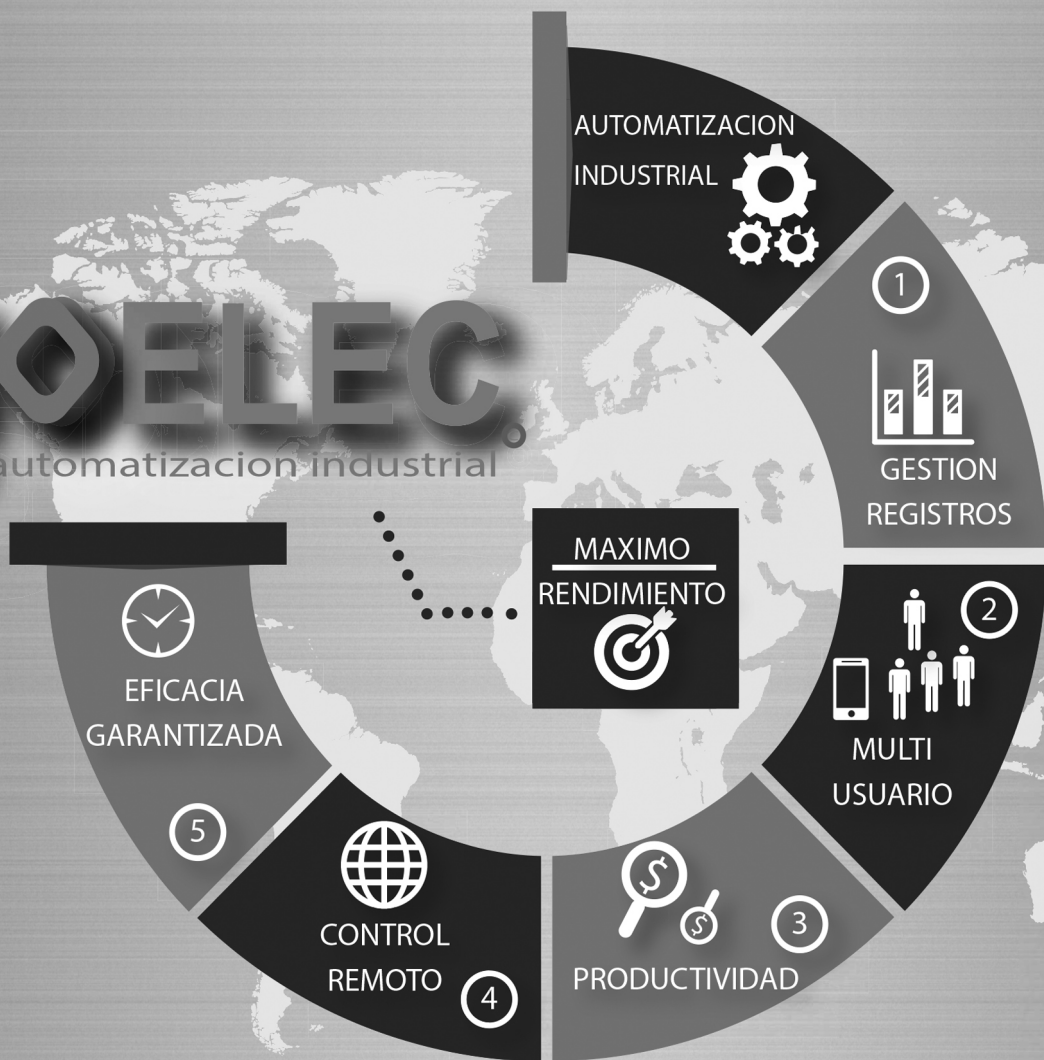 AUTOMATIZACION
INDUSTRIAL
1
GESTION
REGISTROS
2
MULTI
USUARIO
$
$
3
PRODUCTIVIDAD
CONTROL
REMOTO
4
EFICACIA
GARANTIZADA
5
OELEC
automatizacion industrial
MAXIMO
RENDIMIENTO